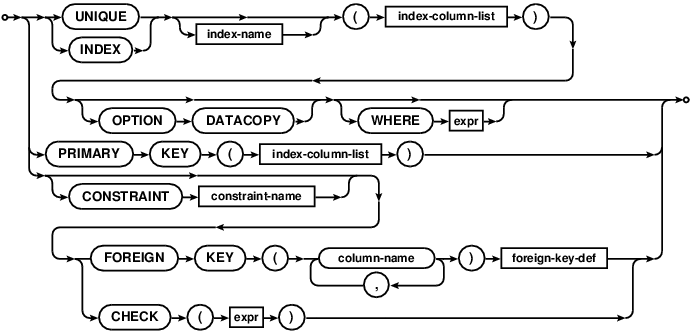 UNIQUE ( index-column-list )
INDEX index-name
OPTION DATACOPY WHERE expr
PRIMARY KEY ( index-column-list )
CONSTRAINT constraint-name
FOREIGN KEY ( column-name ) foreign-key-def
,
CHECK ( expr )